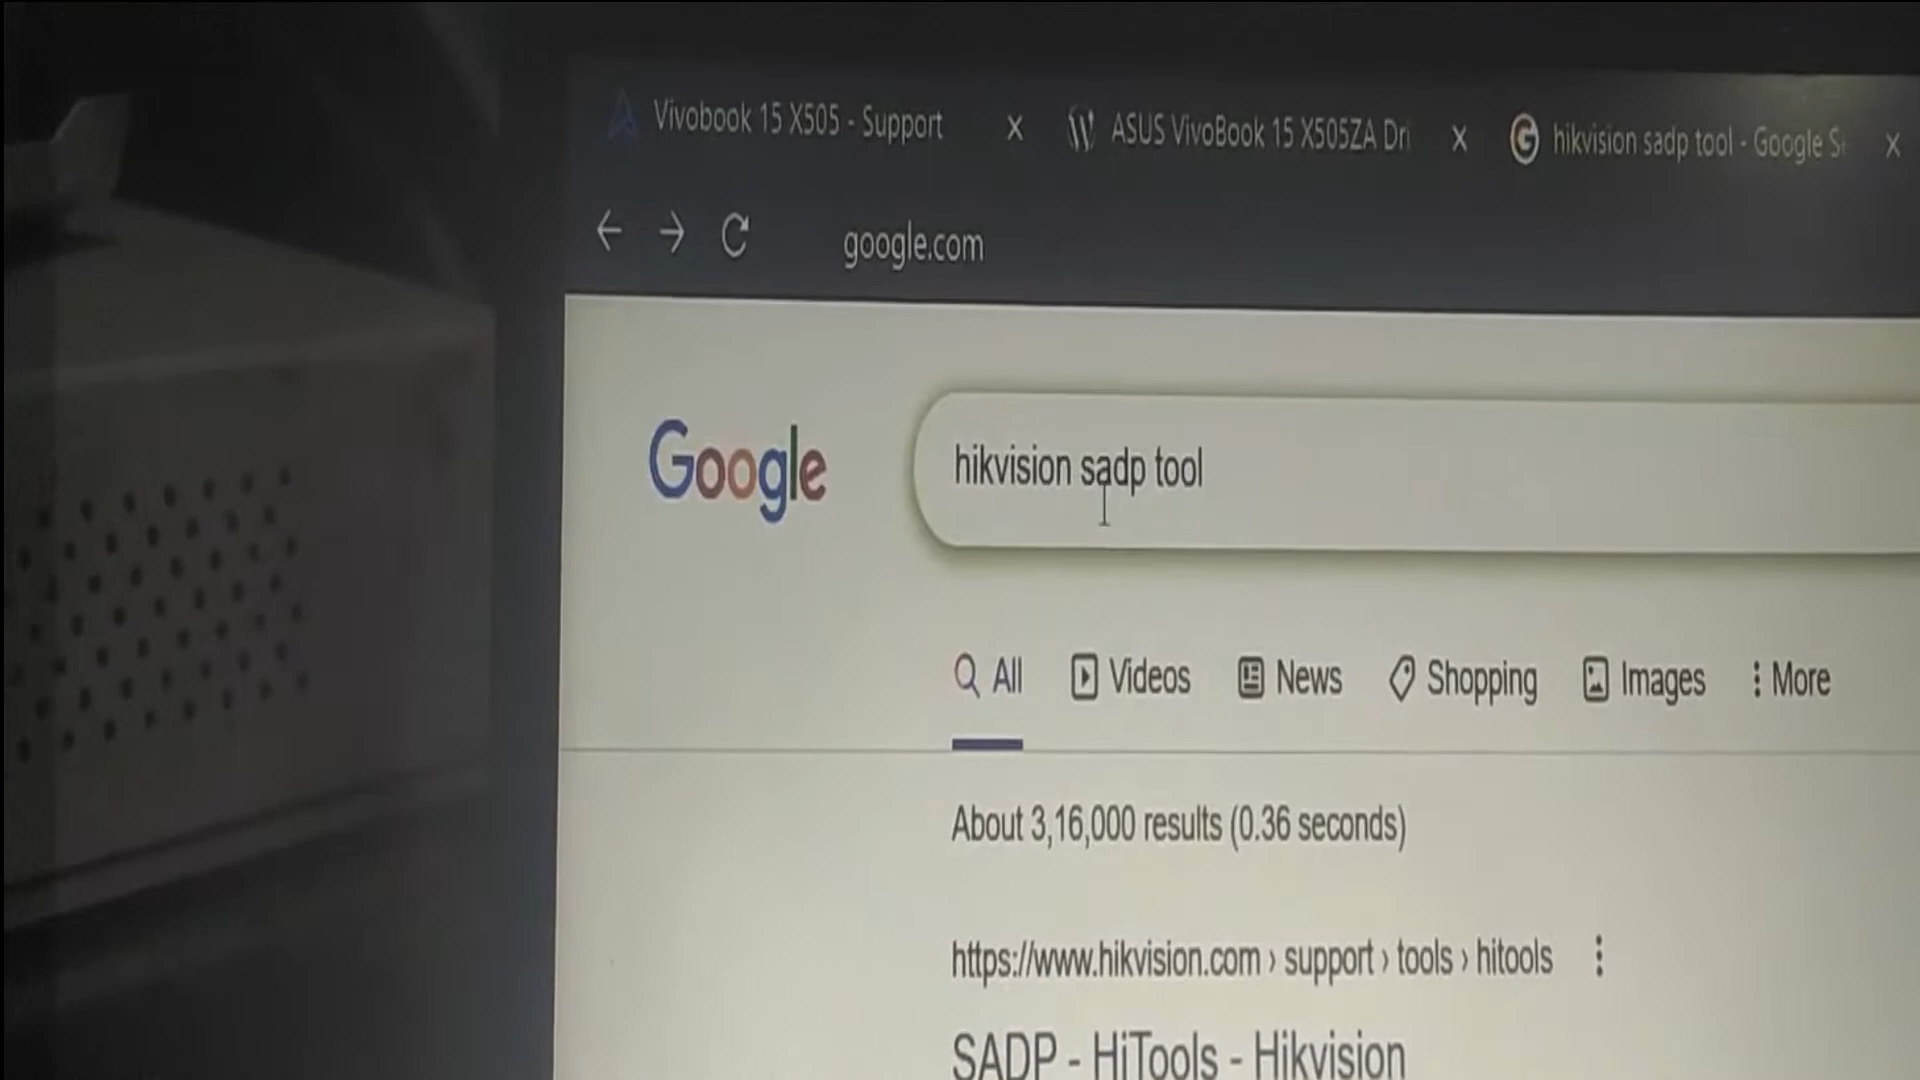 Vivobook 15 X505 - Support
ASUS VivoBook 15 X505ZA Dri
hikvision sadp tool - Google S
google.com
Google
hikvision sadp tool
All
Videos
News
Shopping
Images
More
About 3,16,000 results (0.36 seconds)
https://www.hikvision.com › support › tools › hitools
SADP - HiTools - Hikvision